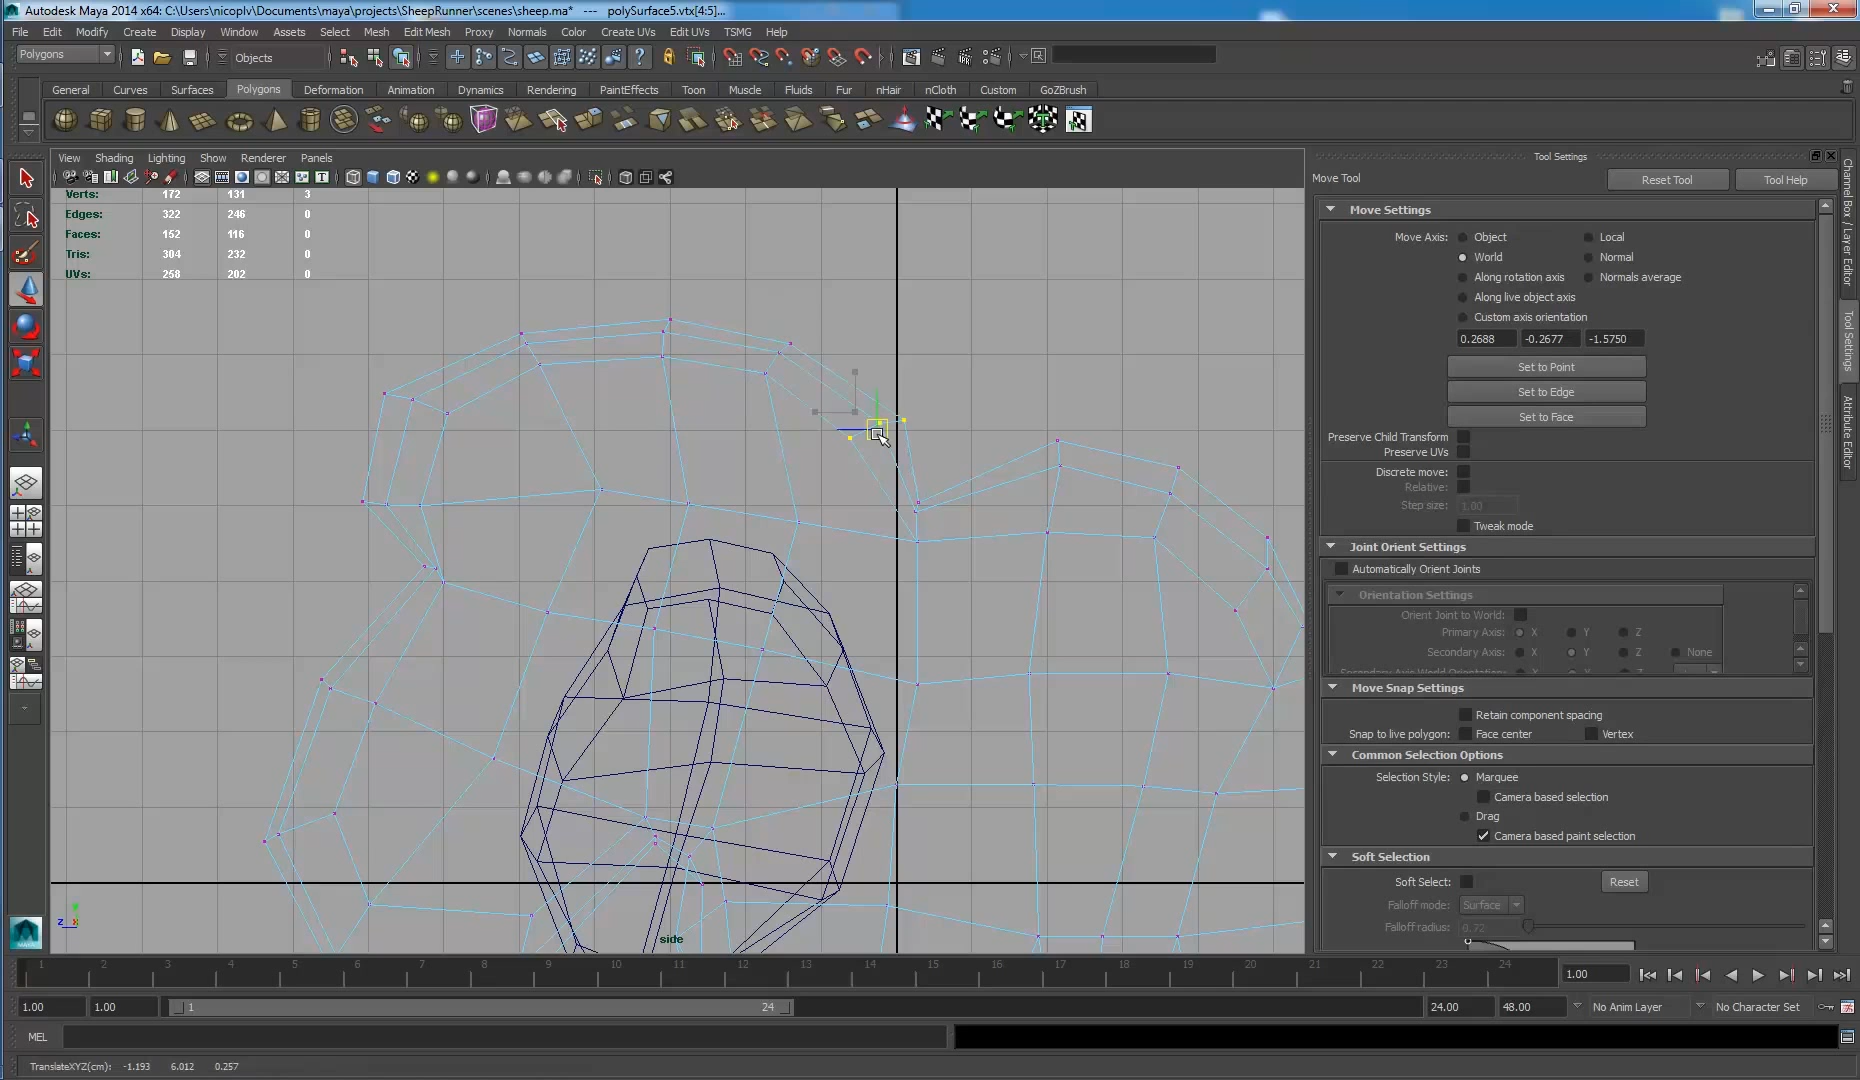 Autodesk Maya 2014 x64: C:\Users\nicoplv\Documents\maya\projects\SheepRunner\scenes\sheep.ma* --- polySurface5.vtx[4:5]...
File Edit Modify Create Display Window Assets Select Mesh Edit Mesh Proxy Normals Color Create UVs Edit UVs TSMG Help
Polygons Objects
General Curves Surfaces Polygons Deformation Animation Dynamics Rendering PaintEffects Toon Muscle Fluids Fur nHair nCloth Custom GoZBrush
View Shading Lighting Show Renderer Panels
Verts: 172 131 3
Edges: 322 246 0
Faces: 152 116 0
Tris: 304 232 0
UVs: 258 202 0
side
z
Tool Settings
Move Tool Reset Tool Tool Help
Move Settings
Move Axis: Object Local
World Normal
Along rotation axis Normals average
Along live object axis
Custom axis orientation
0.2688 -0.2677 -1.5750
Set to Point
Set to Edge
Set to Face
Preserve Child Transform
Preserve UVs
Discrete move:
Relative:
Step size: 1.00
Tweak mode
Joint Orient Settings
Automatically Orient Joints
Orientation Settings
Orient Joint to World:
Primary Axis: X Y Z
Secondary Axis: X Y Z None
Secondary Axis World Orientation:
Move Snap Settings
Retain component spacing
Snap to live polygon: Face center Vertex
Common Selection Options
Selection Style: Marquee
Camera based selection
Drag
Camera based paint selection
Soft Selection
Soft Select: Reset
Falloff mode: Surface
Falloff radius: 0.72
Channel Box / Layer Editor
Tool Settings
Attribute Editor
1 2 3 4 5 6 7 8 9 10 11 12 13 14 15 16 17 18 19 20 21 22 23 24
1.00
1.00 1.00 1 24 24.00 48.00 No Anim Layer No Character Set
MEL
TranslateXYZ(cm): -1.193 6.012 0.257